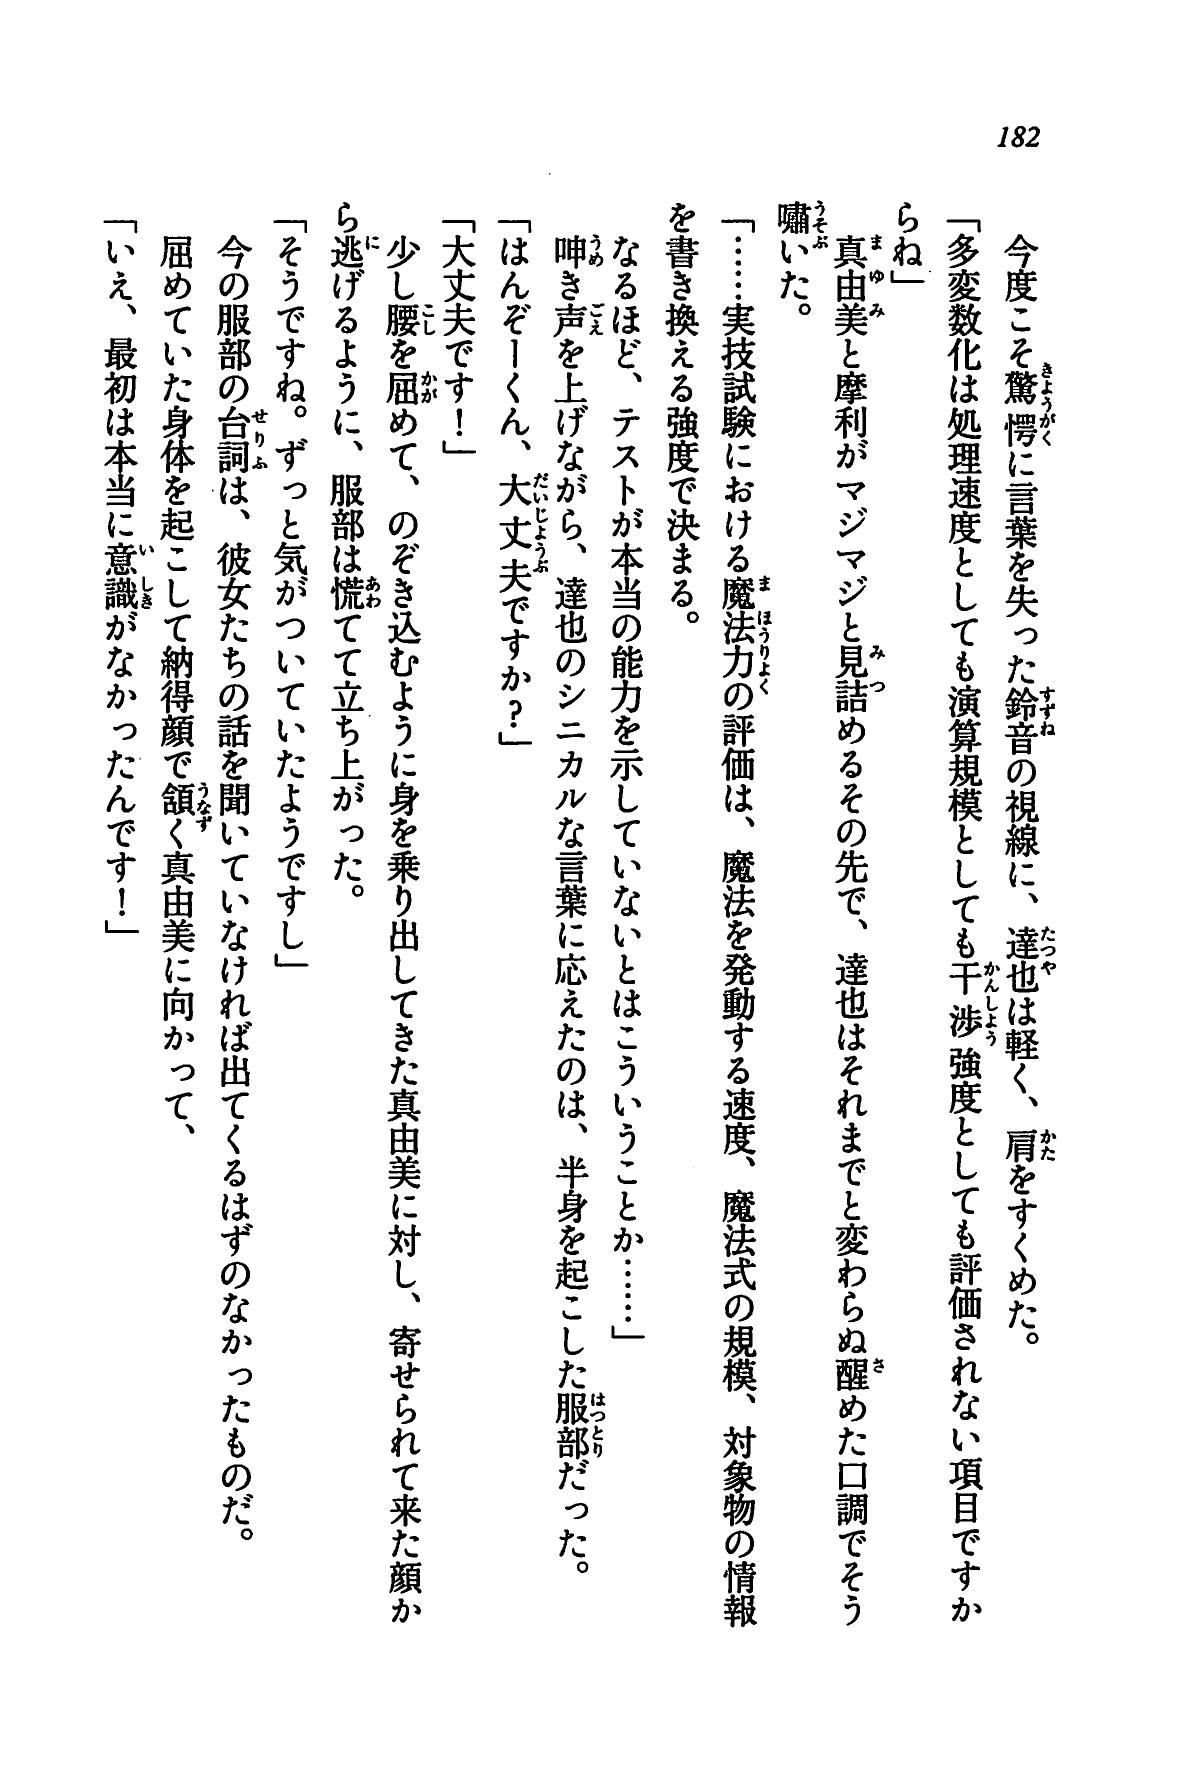 182
今度こそ驚愕に言葉を失った鈴音の視線に、達也は軽く、肩をすくめた。
「多変数化は処理速度としても演算規模としても干渉強度としても評価されない項目ですか
らね」
真由美と摩利がマジマジと見詰めるその先で、達也はそれまでと変わらぬ醒めた口調でそう
嘯いた。
「……実技試験における魔法力の評価は、魔法を発動する速度、魔法式の規模、対象物の情報
を書き換える強度で決まる。
なるほど、テストが本当の能力を示していないとはこういうことか……」
呻き声を上げながら、達也のシニカルな言葉に応えたのは、半身を起こした服部だった。
「はんぞーくん、大丈夫ですか?」
「大丈夫です!」
少し腰を屈めて、のぞき込むように身を乗り出してきた真由美に対し、寄せられて来た顔か
ら逃げるように、服部は慌てて立ち上がった。
「そうですね。ずっと気がついていたようですし」
今の服部の台詞は、彼女たちの話を聞いていなければ出てくるはずのなかったものだ。
屈めていた身体を起こして納得顔で頷く真由美に向かって、
「いえ、最初は本当に意識がなかったんです!」